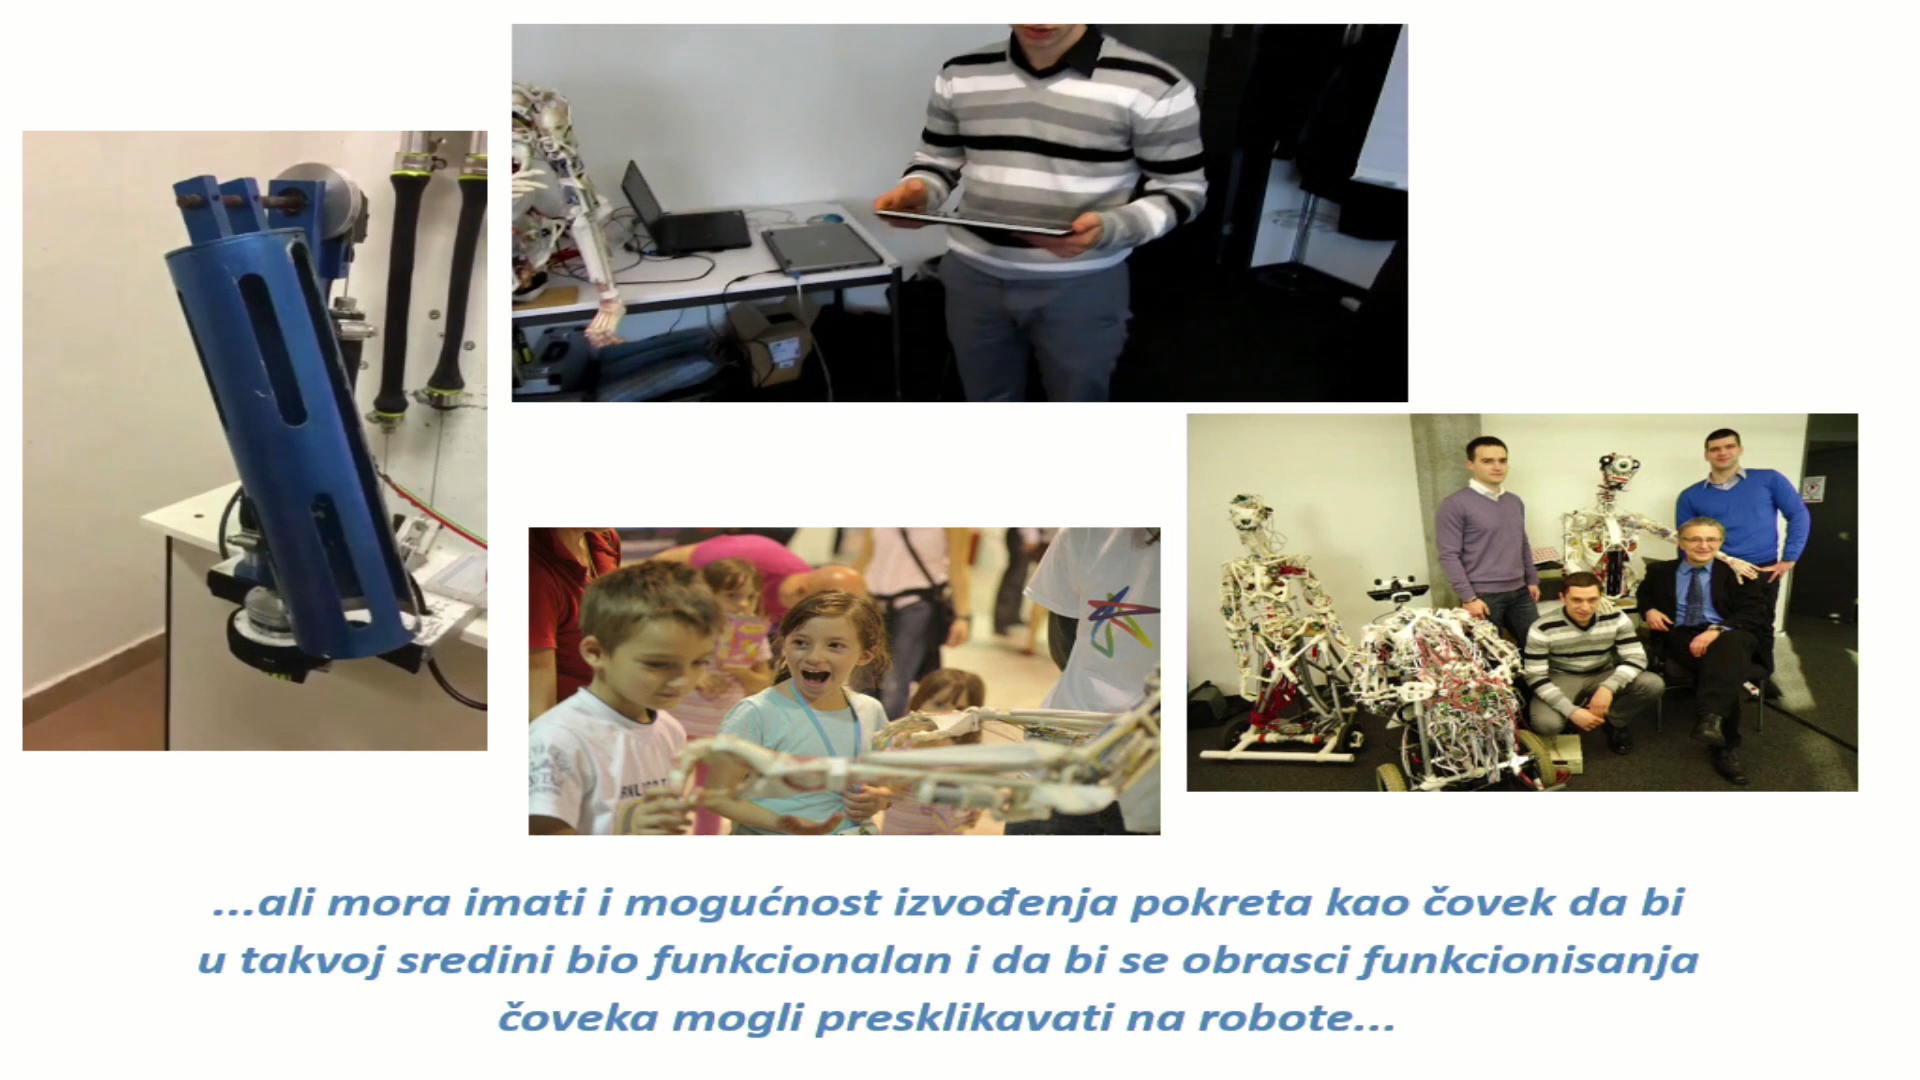 ...ali mora imati i mogućnost izvođenja pokreta kao čovek da bi
u takvoj sredini bio funkcionalan i da bi se obrasci funkcionisanja
čoveka mogli presklikavati na robote...